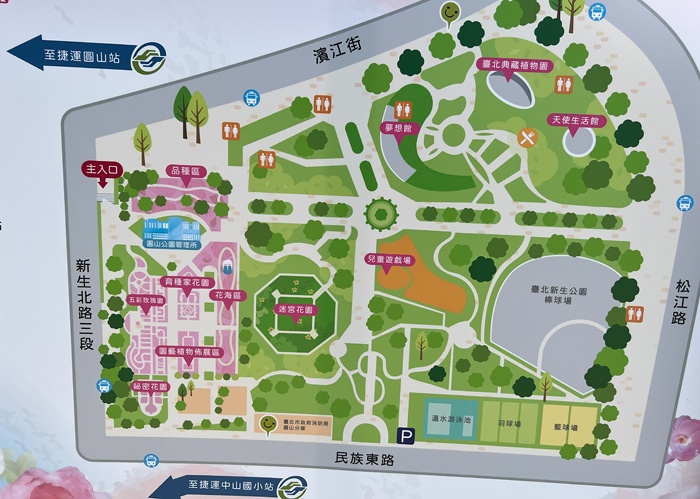 至捷運圓山站
濱江街
臺北典藏植物園
天使生活館
夢想館
主入口
品種區
圓山公園管理所
新生北路三段
育種家花園
花海區
五彩玫瑰園
園藝植物佈展區
祕密花園
迷宮花園
兒童遊戲場
臺北新生公園
棒球場
松江路
臺北市政府消防局
圓山分隊
溫水游泳池
羽球場
籃球場
P
民族東路
至捷運中山國小站